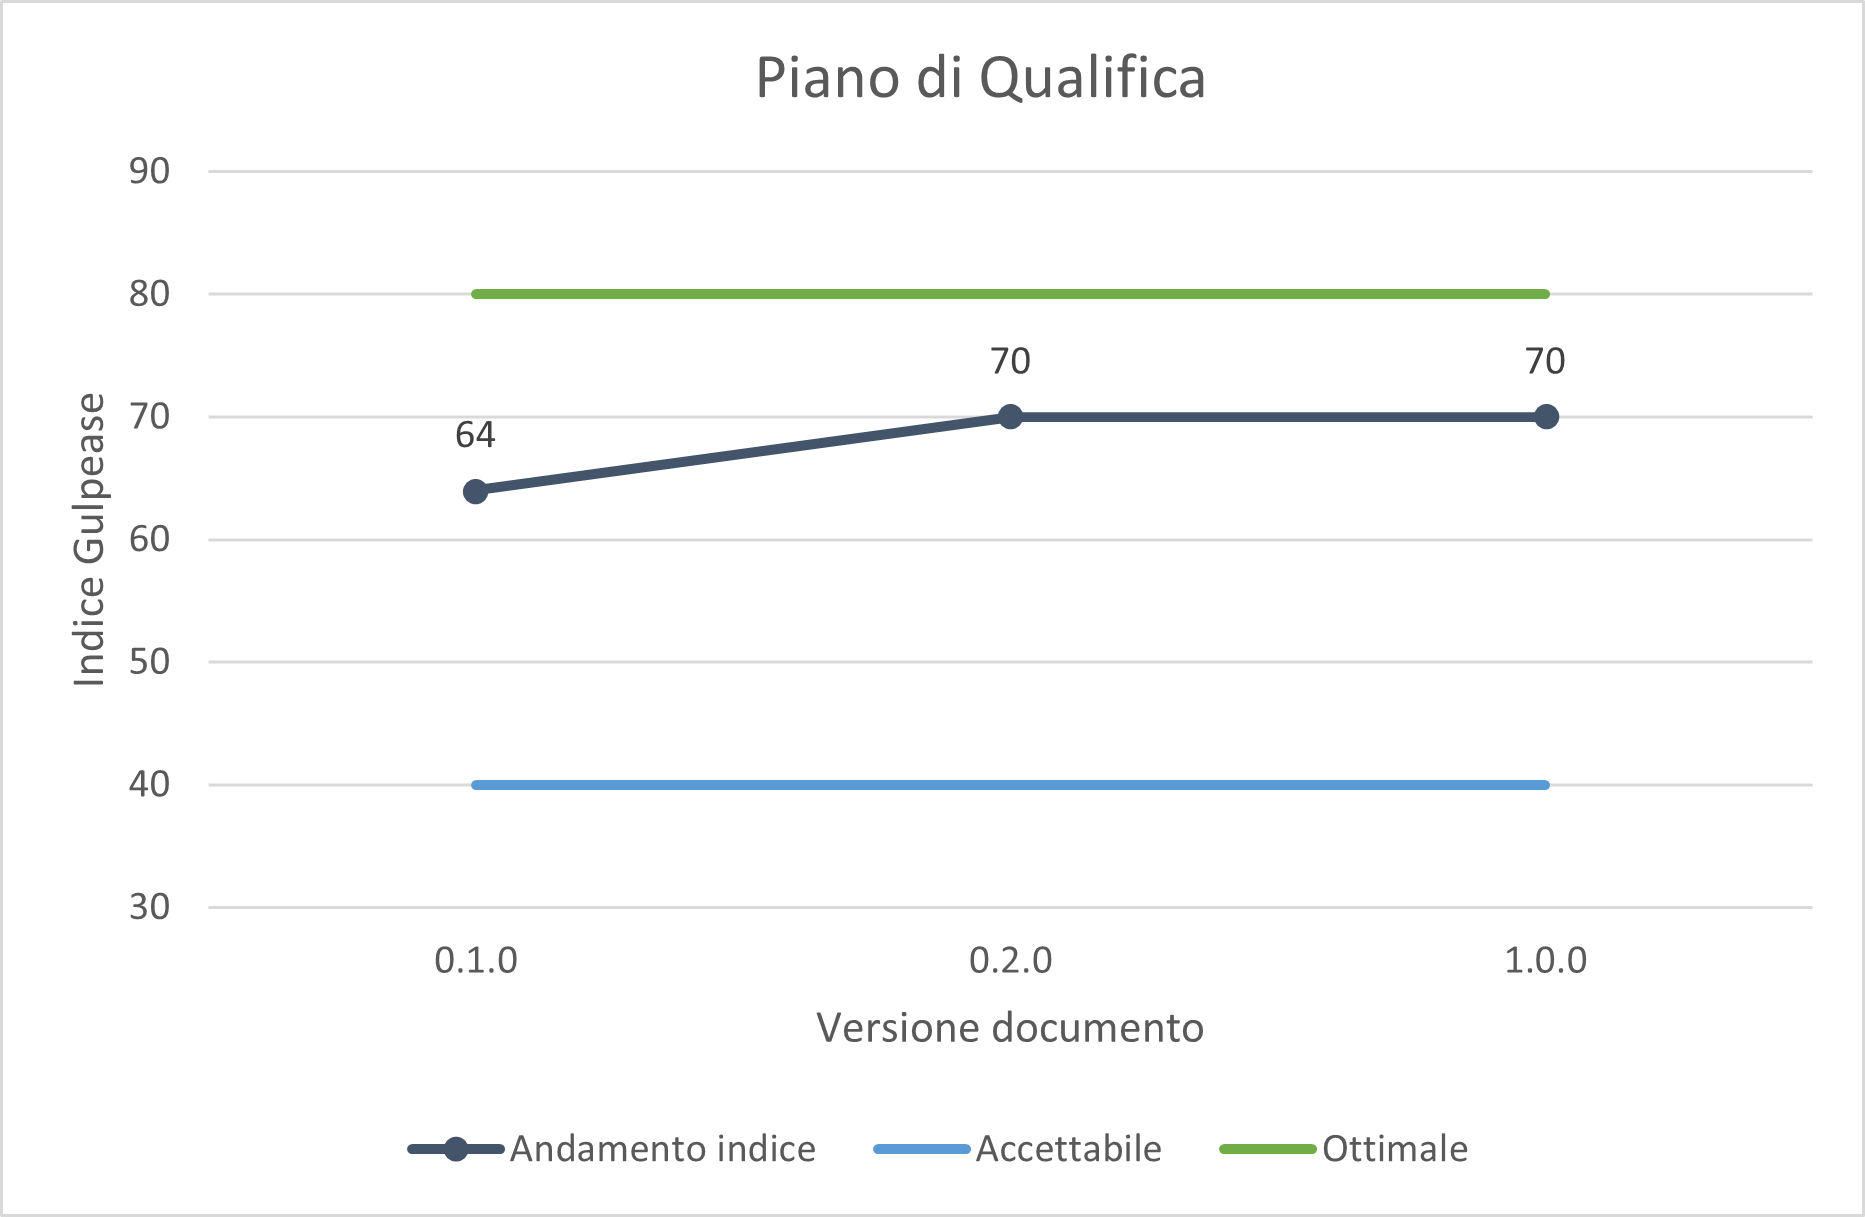 Piano di Qualifica
90
80
70
60
50
40
30
Indice Gulpease
64
70
70
0.1.0
0.2.0
1.0.0
Versione documento
Andamento indice
Accettabile
Ottimale